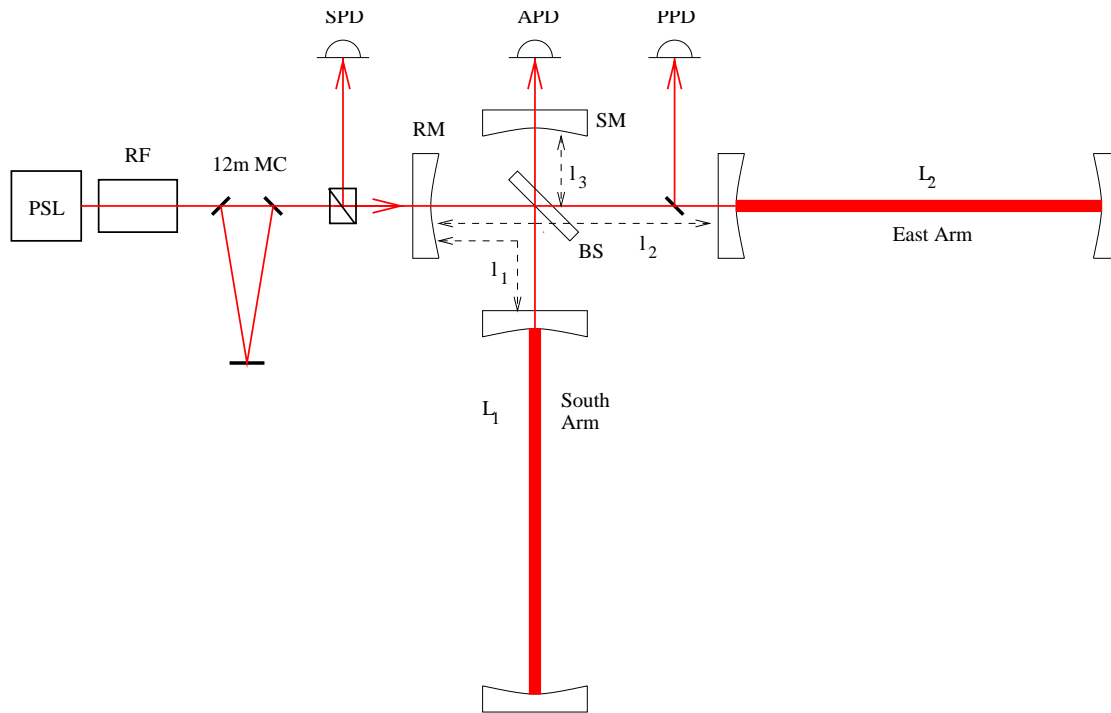 SPD
APD
PPD
RM
SM
RF
12m MC
l3
L2
PSL
BS
l2
East Arm
l1
L1
South
Arm